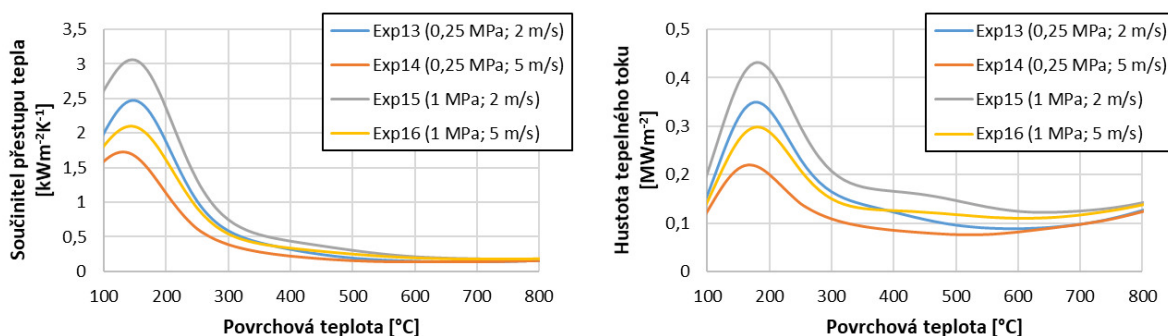 Součinitel přestupu tepla
[kWm⁻²K⁻¹]
3,5
3
2,5
2
1,5
1
0,5
0
100 200 300 400 500 600 700 800
Povrchová teplota [°C]
Exp13 (0,25 MPa; 2 m/s)
Exp14 (0,25 MPa; 5 m/s)
Exp15 (1 MPa; 2 m/s)
Exp16 (1 MPa; 5 m/s)
Hustota tepelného toku
[MWm⁻²]
0,5
0,4
0,3
0,2
0,1
0
100 200 300 400 500 600 700 800
Povrchová teplota [°C]
Exp13 (0,25 MPa; 2 m/s)
Exp14 (0,25 MPa; 5 m/s)
Exp15 (1 MPa; 2 m/s)
Exp16 (1 MPa; 5 m/s)